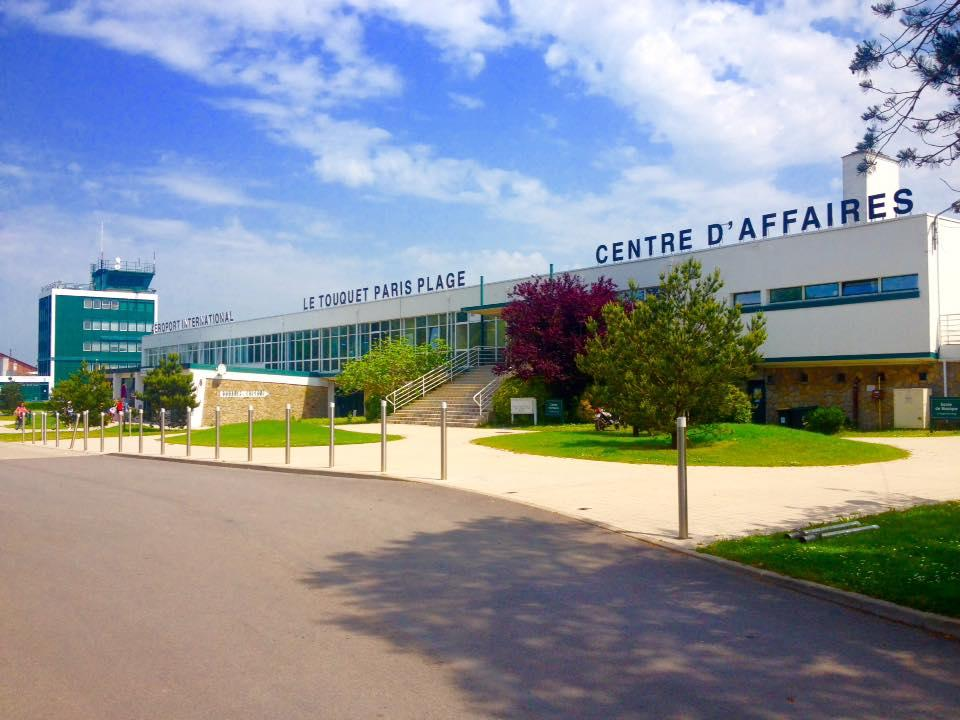 AEROPORT INTERNATIONAL
LE TOUQUET PARIS PLAGE
CENTRE D'AFFAIRES